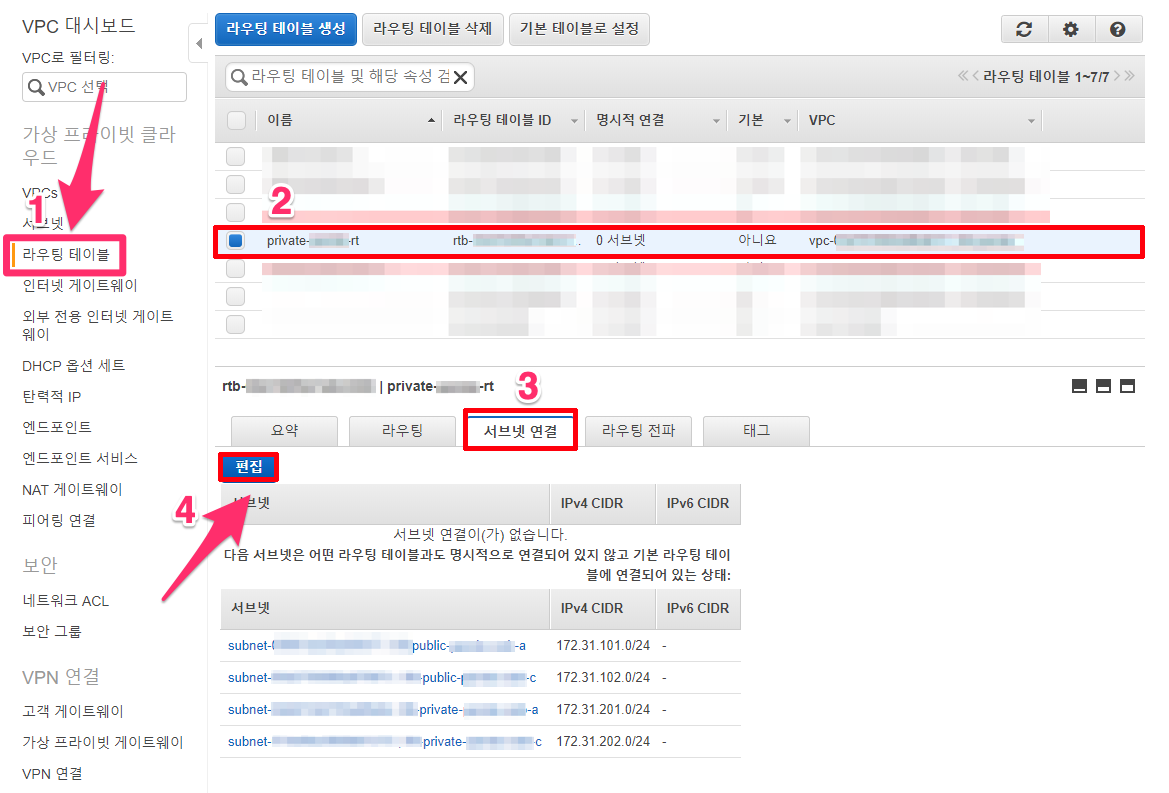 VPC 대시보드
VPC로 필터링:
VPC 선택
가상 프라이빗 클라
우드
VPCs
1
서브넷
라우팅 테이블
인터넷 게이트웨이
외부 전용 인터넷 게이트
웨이
DHCP 옵션 세트
탄력적 IP
엔드포인트
엔드포인트 서비스
NAT 게이트웨이
피어링 연결
보안
네트워크 ACL
보안 그룹
VPN 연결
고객 게이트웨이
가상 프라이빗 게이트웨이
VPN 연결
라우팅 테이블 생성 라우팅 테이블 삭제 기본 테이블로 설정
라우팅 테이블 및 해당 속성 검 라우팅 테이블 1~7/7
이름 라우팅 테이블 ID 명시적 연결 기본 VPC
2
private- -rt rtb- . 0 서브넷 아니요 vpc-
rtb- | private- -rt
3
요약 라우팅 서브넷 연결 라우팅 전파 태그
편집
4
서브넷 IPv4 CIDR IPv6 CIDR
서브넷 연결이(가) 없습니다.
다음 서브넷은 어떤 라우팅 테이블과도 명시적으로 연결되어 있지 않고 기본 라우팅 테이
블에 연결되어 있는 상태:
서브넷 IPv4 CIDR IPv6 CIDR
subnet- public- -a 172.31.101.0/24 -
subnet- -public- -c 172.31.102.0/24 -
subnet- -private- -a 172.31.201.0/24 -
subnet- private- -c 172.31.202.0/24 -